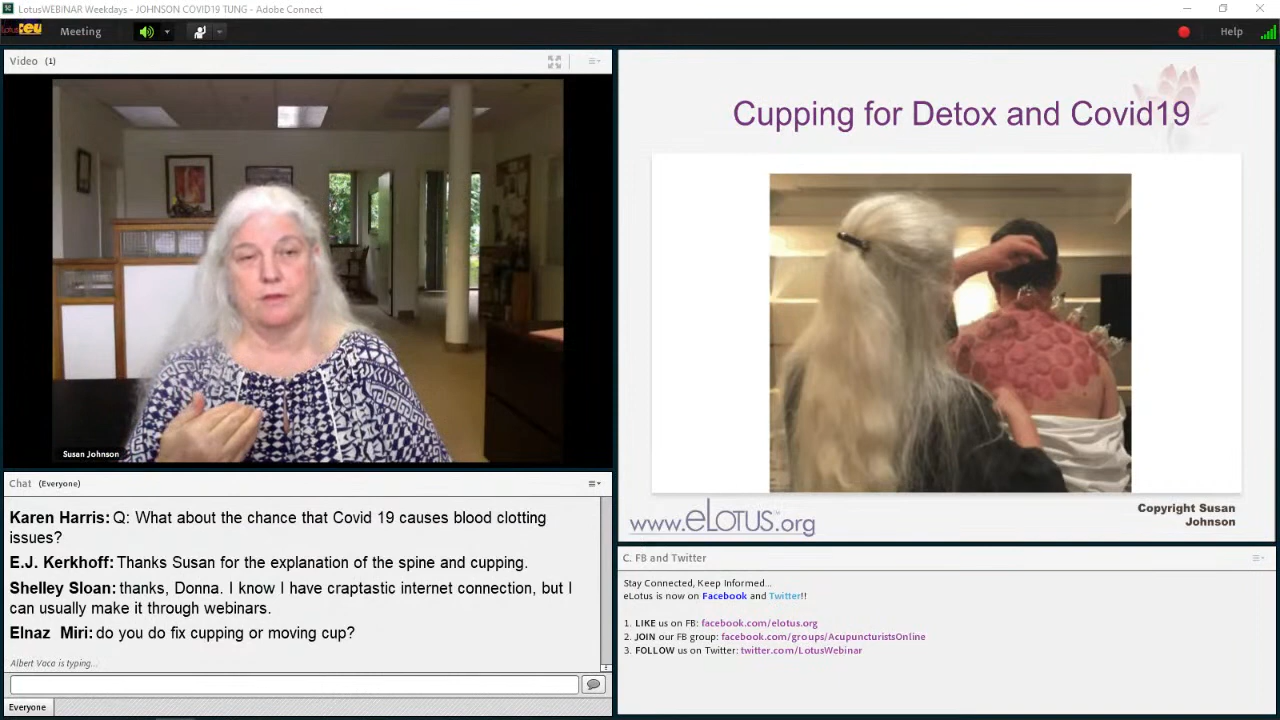 LotusWEBINAR Weekdays - JOHNSON COVID19 TUNG - Adobe Connect
Meeting
Help
Video (1)
Susan Johnson
Cupping for Detox and Covid19
www.eLOTUS.org
Copyright Susan
Johnson
Chat (Everyone)
Karen Harris: Q: What about the chance that Covid 19 causes blood clotting
issues?
E.J. Kerkhoff: Thanks Susan for the explanation of the spine and cupping.
Shelley Sloan: thanks, Donna. I know I have craptastic internet connection, but I
can usually make it through webinars.
Elnaz Miri: do you do fix cupping or moving cup?
Albert Vaca is typing...
Everyone
C. FB and Twitter
Stay Connected, Keep Informed...
eLotus is now on Facebook and Twitter!!
1. LIKE us on FB: facebook.com/elotus.org
2. JOIN our FB group: facebook.com/groups/AcupuncturistsOnline
3. FOLLOW us on Twitter: twitter.com/LotusWebinar